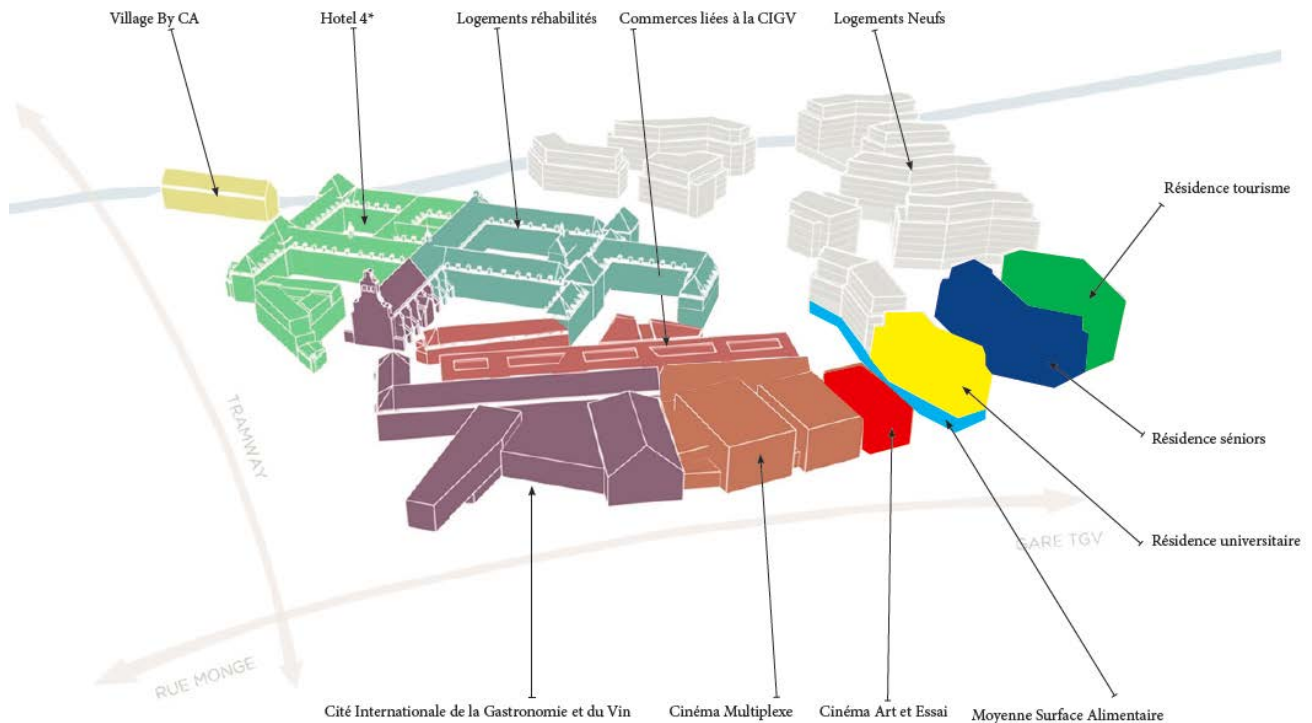 Village By CA
Hotel 4*
Logements réhabilités
Commerces liées à la CIGV
Logements Neufs
Résidence tourisme
TRAMWAY
Résidence séniors
GARE TGV
Résidence universitaire
RUE MONGE
Cité Internationale de la Gastronomie et du Vin
Cinéma Multiplexe
Cinéma Art et Essai
Moyenne Surface Alimentaire